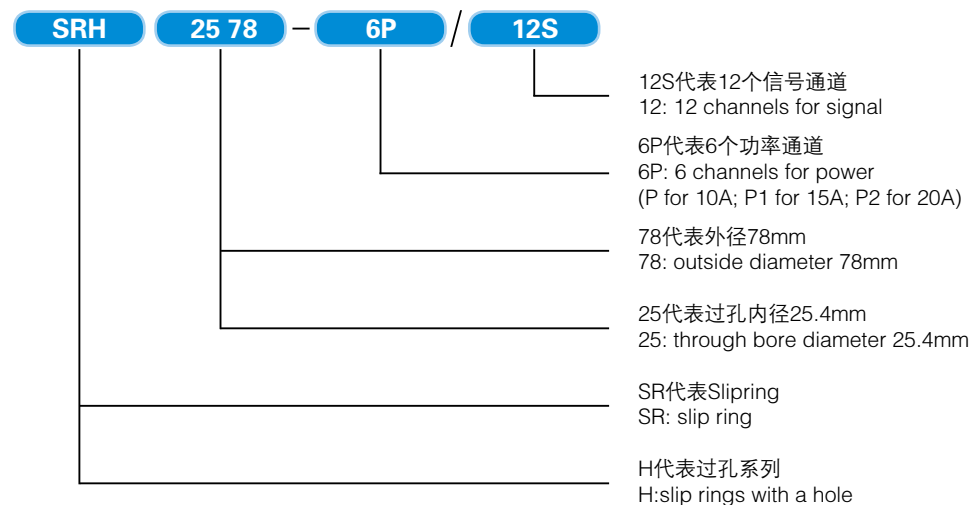 SRH 25 78 – 6P / 12S
12S代表12个信号通道
12: 12 channels for signal
6P代表6个功率通道
6P: 6 channels for power
(P for 10A; P1 for 15A; P2 for 20A)
78代表外径78mm
78: outside diameter 78mm
25代表过孔内径25.4mm
25: through bore diameter 25.4mm
SR代表Slipring
SR: slip ring
H代表过孔系列
H:slip rings with a hole